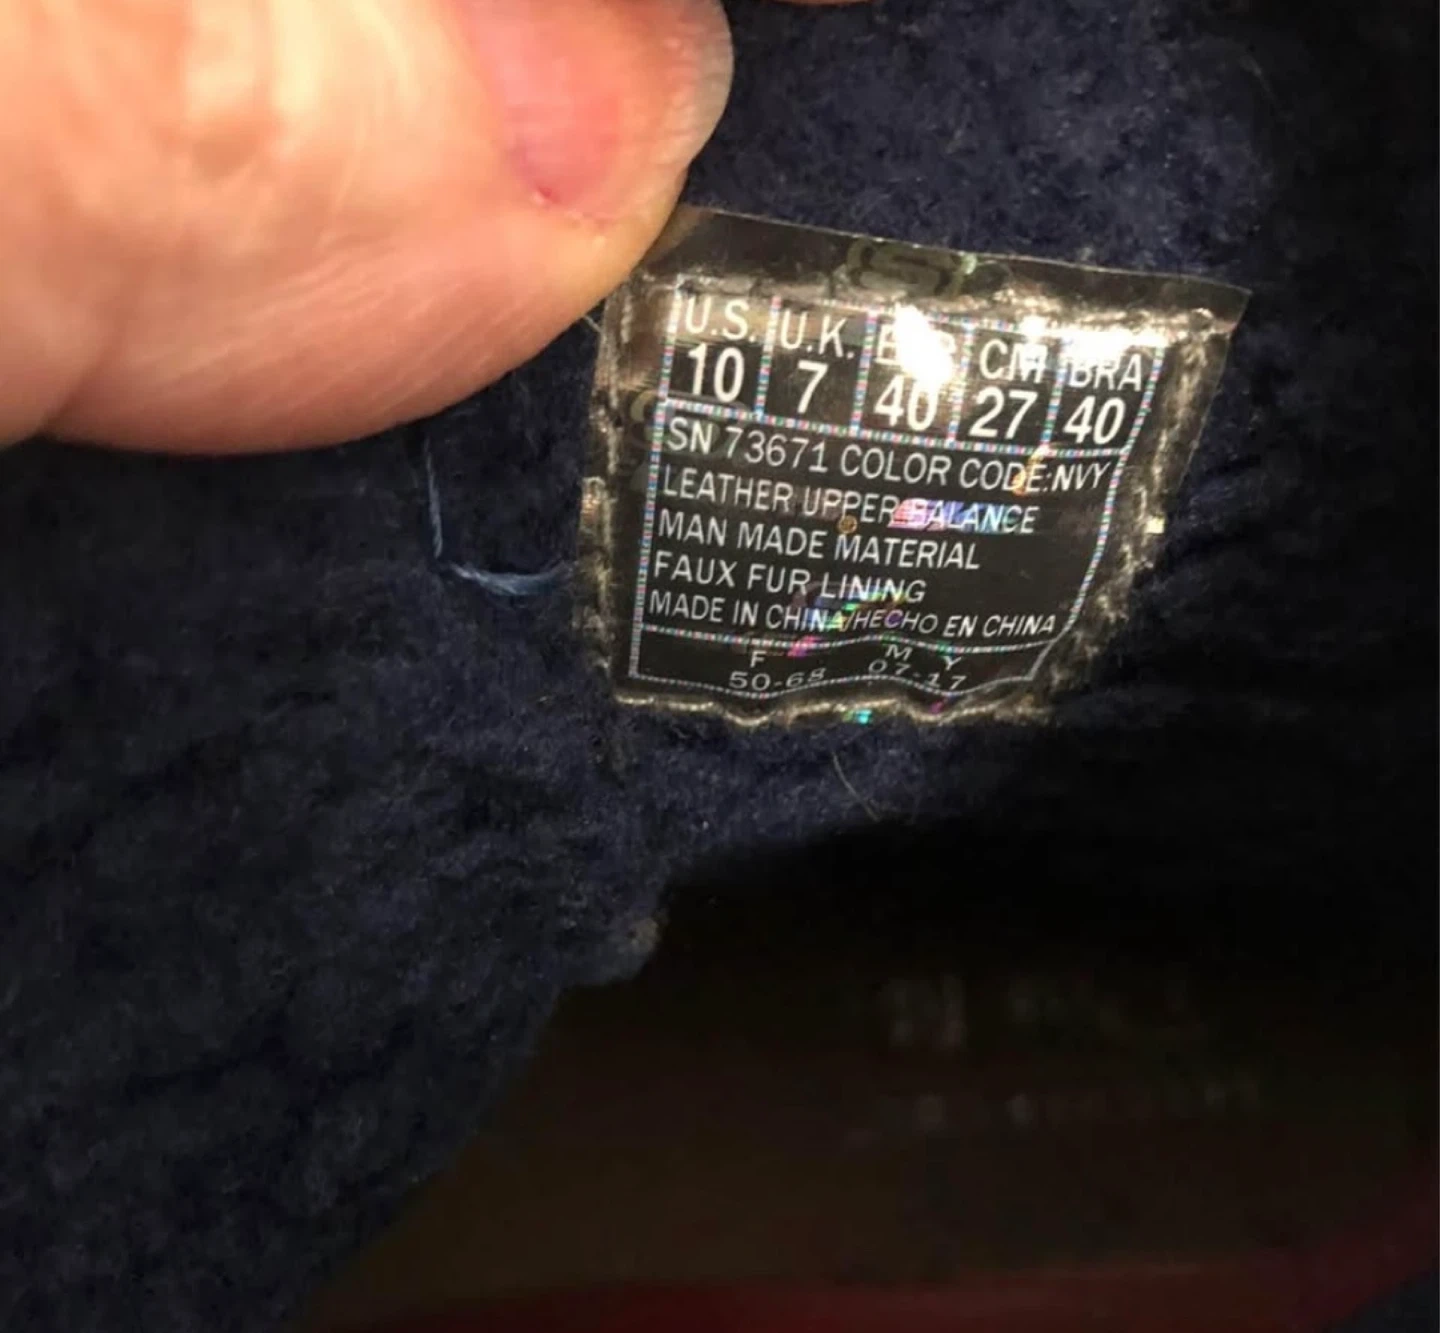 U.S. U.K. CM BRA
10 7 40 27 40
SN 73671 COLOR CODE:NVY
LEATHER UPPER BALANCE
MAN MADE MATERIAL
FAUX FUR LINING
MADE IN CHINA/HECHO EN CHINA
F M Y
50-68 07-17